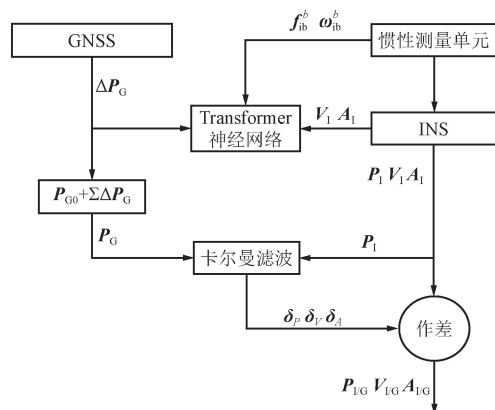 GNSS
f_ib^b ω_ib^b
惯性测量单元
ΔP_G
Transformer
神经网络
V_I A_I
INS
P_G0+ΣΔP_G
P_I V_I A_I
P_G
卡尔曼滤波
P_I
δ_P δ_V δ_A
作差
P_I/G V_I/G A_I/G